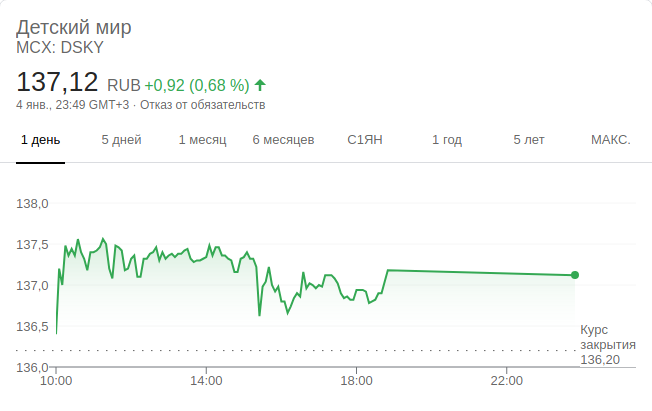 Детский мир
MCX: DSKY
137,12 RUB +0,92 (0,68 %)
4 янв., 23:49 GMT+3 · Отказ от обязательств
1 день 5 дней 1 месяц 6 месяцев С1ЯН 1 год 5 лет МАКС.
138,0
137,5
137,0
136,5
Курс
закрытия
136,20
136,0
10:00 14:00 18:00 22:00